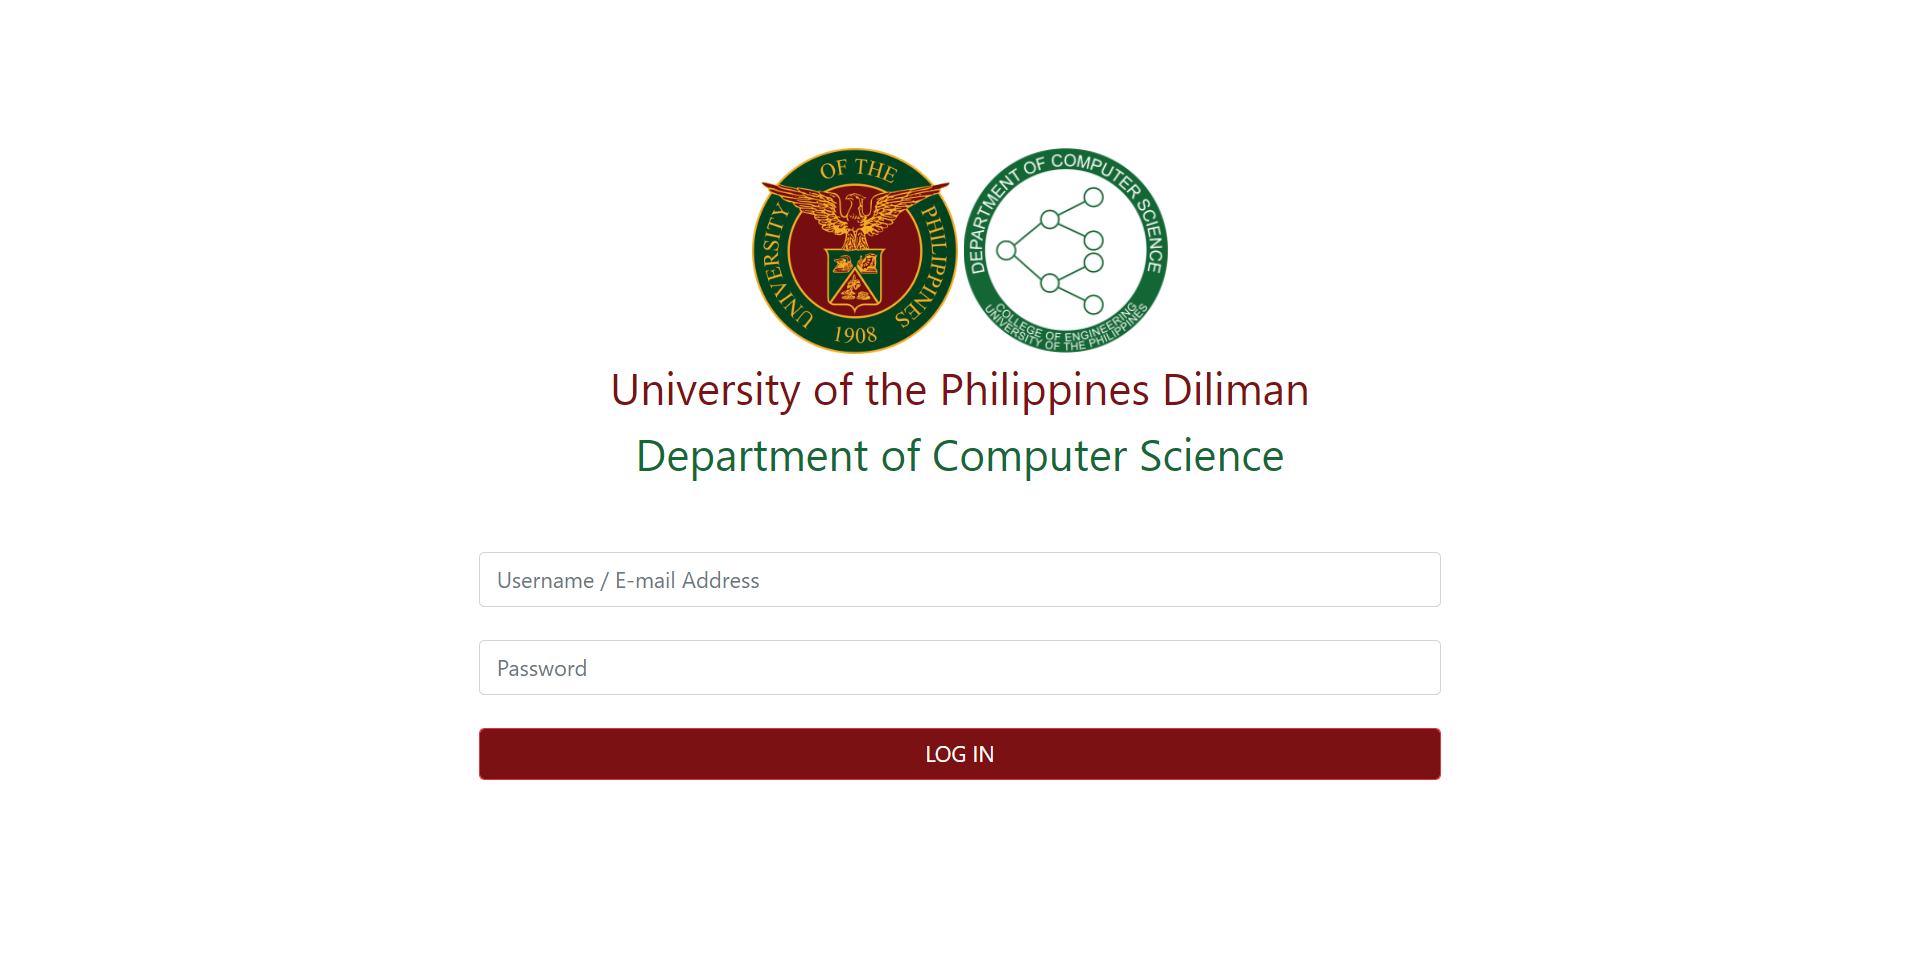 UNIVERSITY OF THE PHILIPPINES
1908
DEPARTMENT OF COMPUTER SCIENCE
COLLEGE OF ENGINEERING
UNIVERSITY OF THE PHILIPPINES
University of the Philippines Diliman
Department of Computer Science
Username / E-mail Address
Password
LOG IN